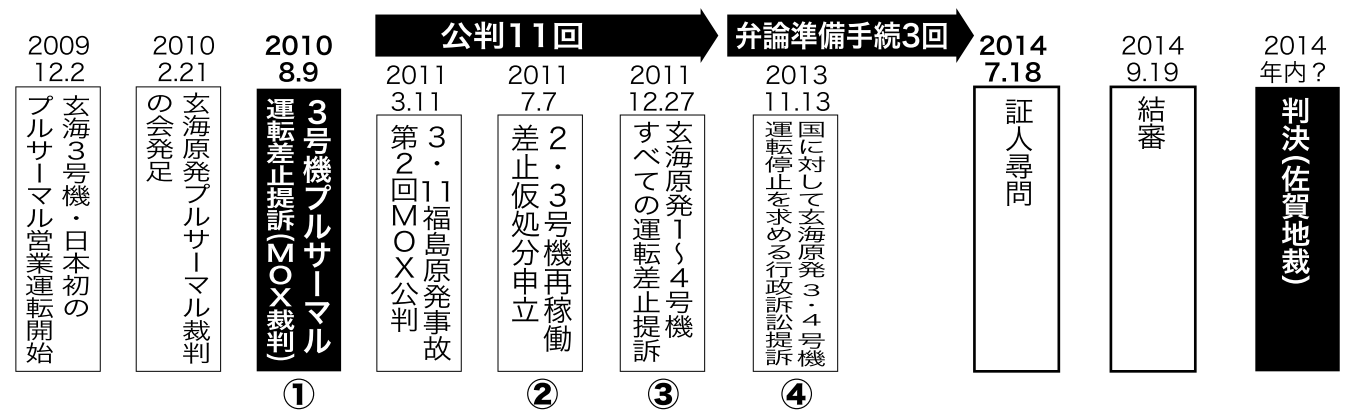 公判11回
弁論準備手続3回
2009
12.2
玄海3号機・日本初の
プルサーマル営業運転開始
2010
2.21
玄海原発プルサーマル裁判
の会発足
2010
8.9
3号機プルサーマル
運転差止提訴(MOX裁判)
①
2011
3.11
3・11福島原発事故
第2回MOX公判
2011
7.7
2・3号機再稼働
差止仮処分申立
②
2011
12.27
玄海原発1〜4号機
すべての運転差止提訴
③
2013
11.13
国に対して玄海原発3・4号機
運転停止を求める行政訴訟提訴
④
2014
7.18
証人尋問
2014
9.19
結審
2014
年内?
判決(佐賀地裁)